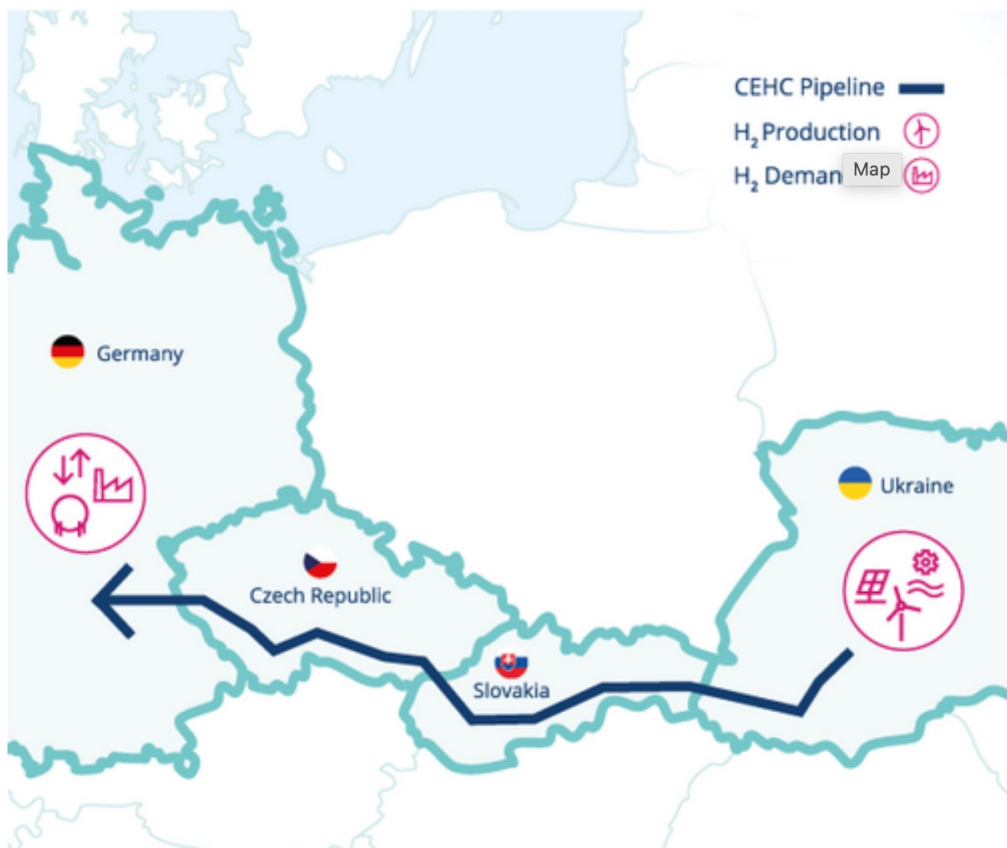 CEHC Pipeline
H₂ Production
H₂ Deman
Map
Germany
Ukraine
Czech Republic
Slovakia